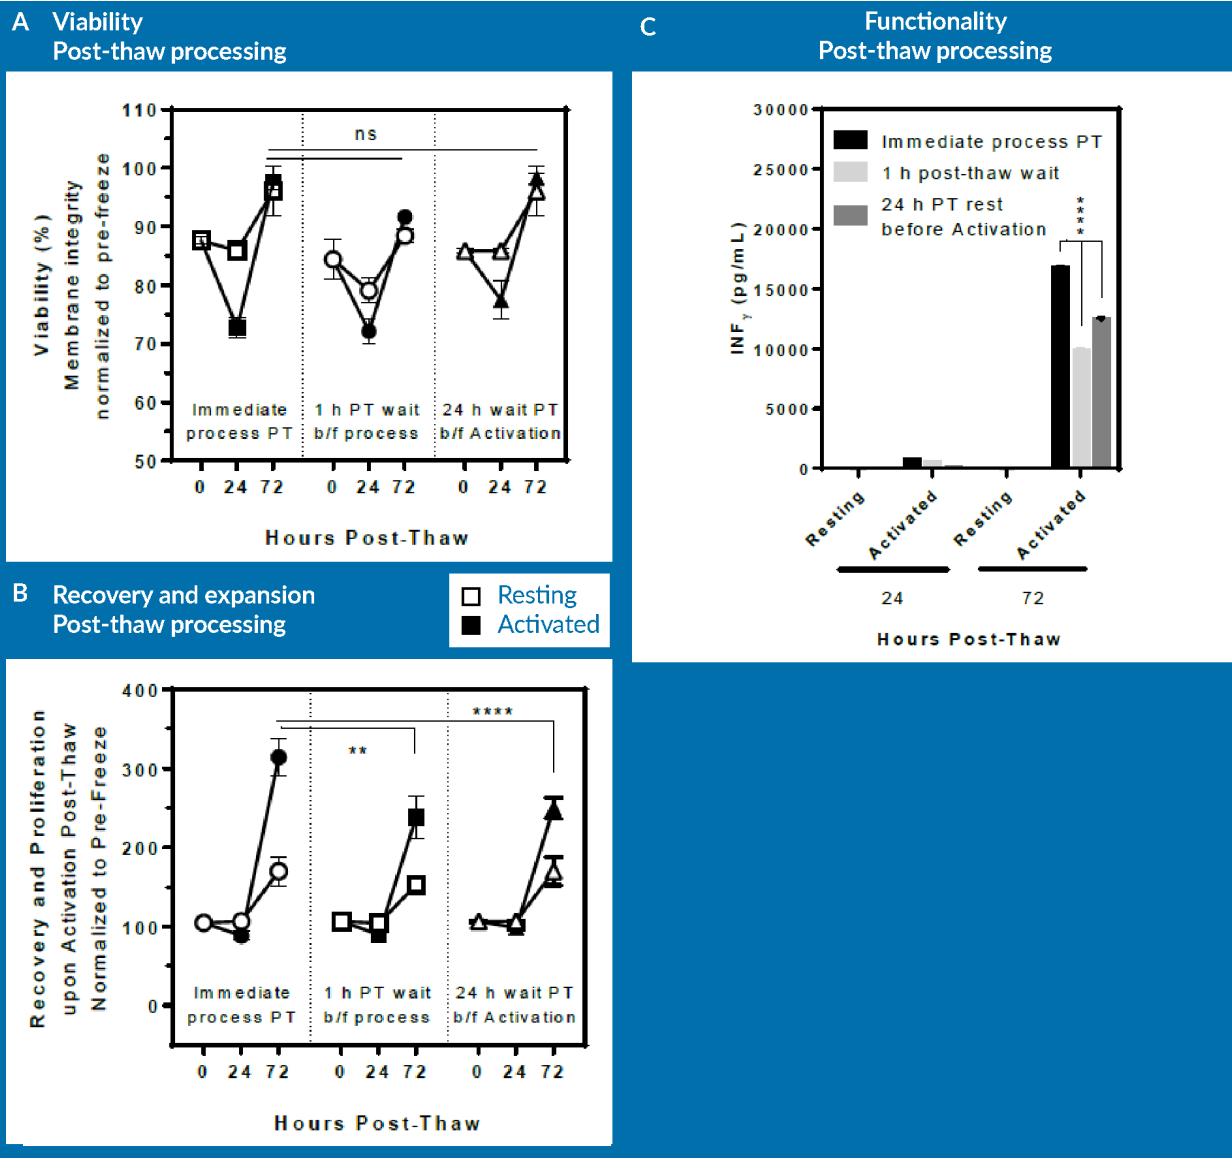 A Viability
Post-thaw processing
110
100
90
80
70
60
50
Viability (%)
Membrane integrity
normalized to pre-freeze
ns
Immediate
process PT
1 h PT wait
b/f process
24 h wait PT
b/f Activation
0 24 72 0 24 72 0 24 72
Hours Post-Thaw
B Recovery and expansion
Post-thaw processing
Resting
Activated
400
300
200
100
0
Recovery and Proliferation
upon Activation Post-Thaw
Normalized to Pre-Freeze
****
**
Immediate
process PT
1 h PT wait
b/f process
24 h wait PT
b/f Activation
0 24 72 0 24 72 0 24 72
Hours Post-Thaw
C Functionality
Post-thaw processing
30000
25000
20000
15000
10000
5000
0
INFγ (pg/mL)
Immediate process PT
1 h post-thaw wait
24 h PT rest
before Activation
****
Resting
Activated
Resting
Activated
24 72
Hours Post-Thaw